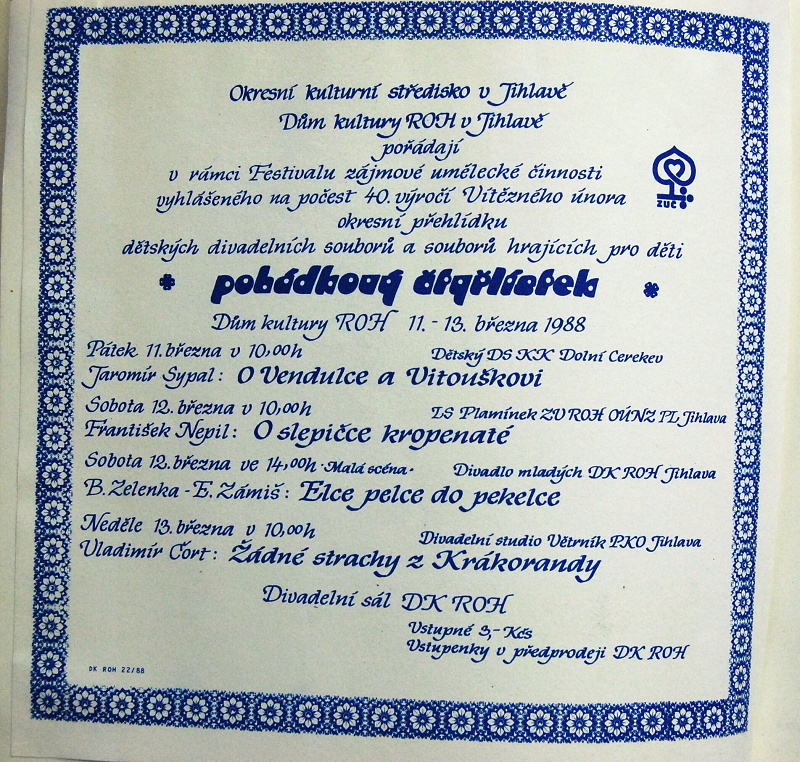 Okresní kulturní středisko v Jihlavě
Dům kultury ROH v Jihlavě
pořádají
v rámci Festivalu zájmové umělecké činnosti
vyhlášeného na počest 40. výročí Vítězného února
okresní přehlídku
dětských divadelních souborů a souborů hrajících pro děti
ZUČ
pohádkový čtyřlístek
Dům kultury ROH 11. - 13. března 1988
Pátek 11. března v 10,00 h
Dětský DS KK Dolní Cerekev
Jaromír Sypal: O Vendulce a Vítouškovi
Sobota 12. března v 10,00 h
LS Plamínek ZV ROH OÚNZ PL Jihlava
František Nepil: O slepičce kropenaté
Sobota 12. března ve 14,00 h - Malá scéna -
Divadlo mladých DK ROH Jihlava
B. Zelenka - E. Zámiš: Elce pelce do pekelce
Neděle 13. března v 10,00 h
Divadelní studio Větrník PKO Jihlava
Vladimír Čort: Žádné strachy z Krákorandy
Divadelní sál DK ROH
Vstupné 3,- Kčs
Vstupenky v předprodeji DK ROH
DK ROH 22/88